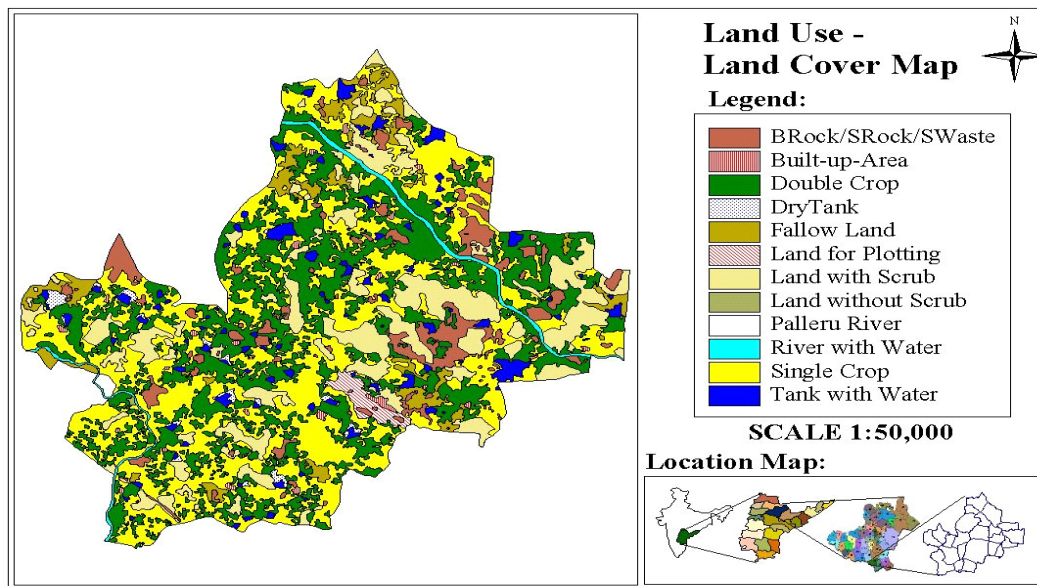 Land Use -
Land Cover Map
N
Legend:
BRock/SRock/SWaste
Built-up-Area
Double Crop
DryTank
Fallow Land
Land for Plotting
Land with Scrub
Land without Scrub
Palleru River
River with Water
Single Crop
Tank with Water
SCALE 1:50,000
Location Map: